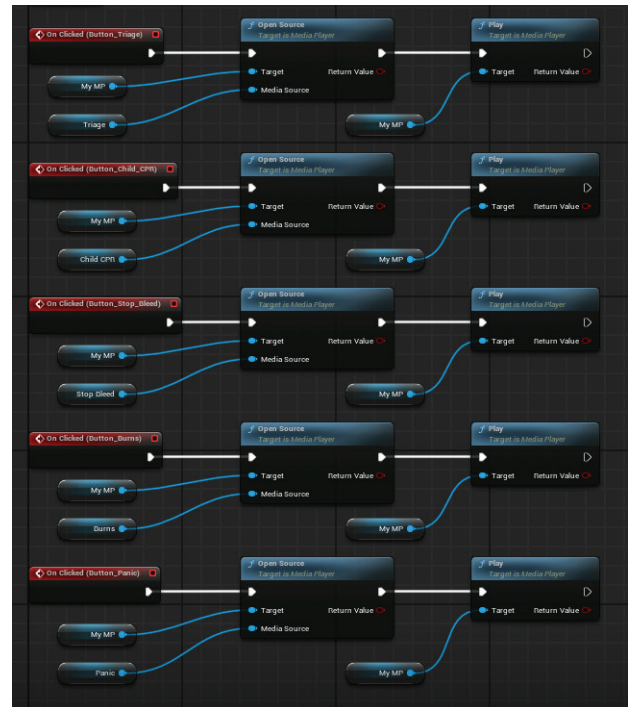 On Clicked (Button_Triage)
Open Source
Target is Media Player
Target
Return Value
Media Source
My MP
Triage
Play
Target is Media Player
Target
Return Value
My MP
On Clicked (Button_Child_CPR)
Open Source
Target is Media Player
Target
Return Value
Media Source
My MP
Child CPR
Play
Target is Media Player
Target
Return Value
My MP
On Clicked (Button_Stop_Bleed)
Open Source
Target is Media Player
Target
Return Value
Media Source
My MP
Stop Bleed
Play
Target is Media Player
Target
Return Value
My MP
On Clicked (Button_Burns)
Open Source
Target is Media Player
Target
Return Value
Media Source
My MP
Burns
Play
Target is Media Player
Target
Return Value
My MP
On Clicked (Button_Panic)
Open Source
Target is Media Player
Target
Return Value
Media Source
My MP
Panic
Play
Target is Media Player
Target
Return Value
My MP